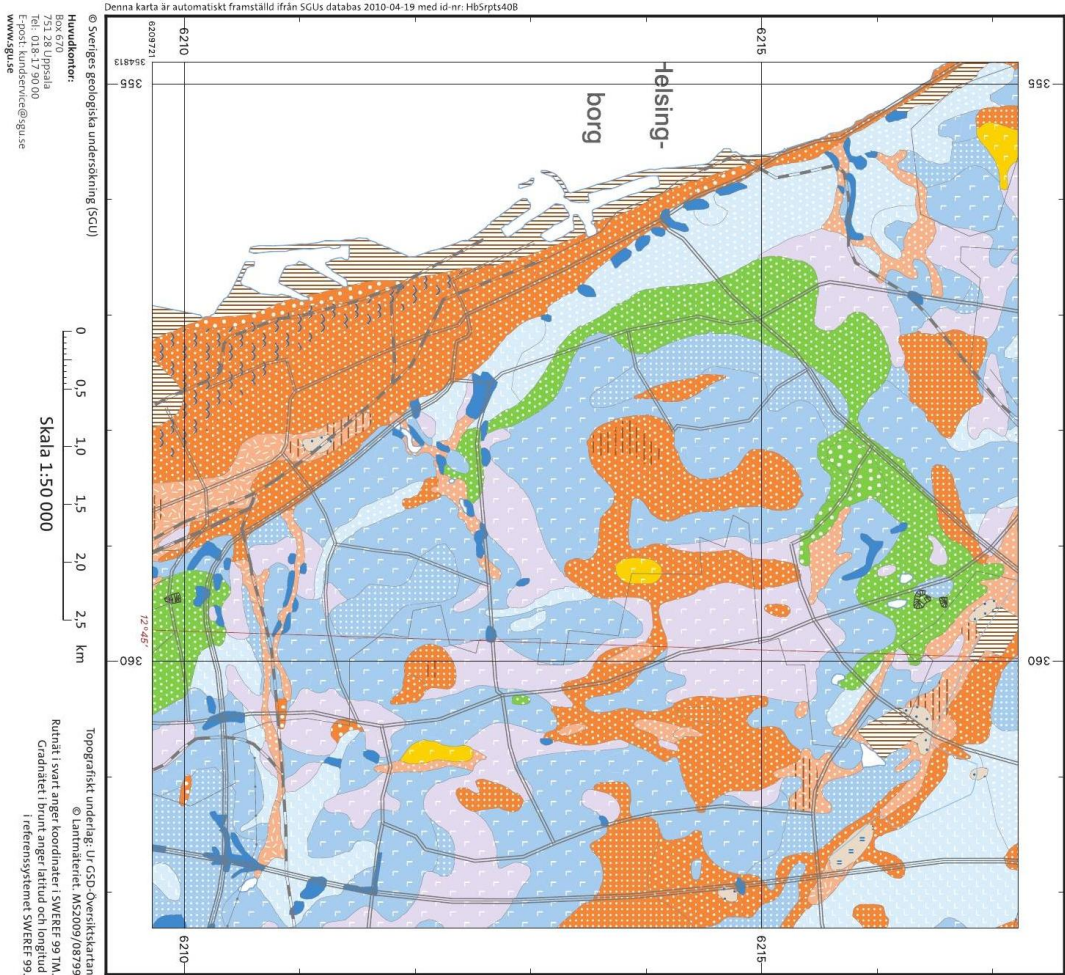 Denna karta är automatiskt framställd ifrån SGUs databas 2010-04-19 med id-nr: HbSrpts40B
© Sveriges geologiska undersökning (SGU)
Huvudkontor:
Box 670
751 28 Uppsala
Tel: 018-17 90 00
E-post: kundservice@sgu.se
www.sgu.se
6209721
354813
6210
6215
355
355
Helsing-
borg
360
360
12°45'
6210
6215
0 0,5 1,0 1,5 2,0 2,5 km
Skala 1:50 000
Topografiskt underlag: Ur GSD-Översiktskartan
© Lantmäteriet. MS2009/08799
Rutnät i svart anger koordinater i SWEREF 99 TM.
Gradnätet i brunt anger latitud och longitud
i referenssystemet SWEREF 99.